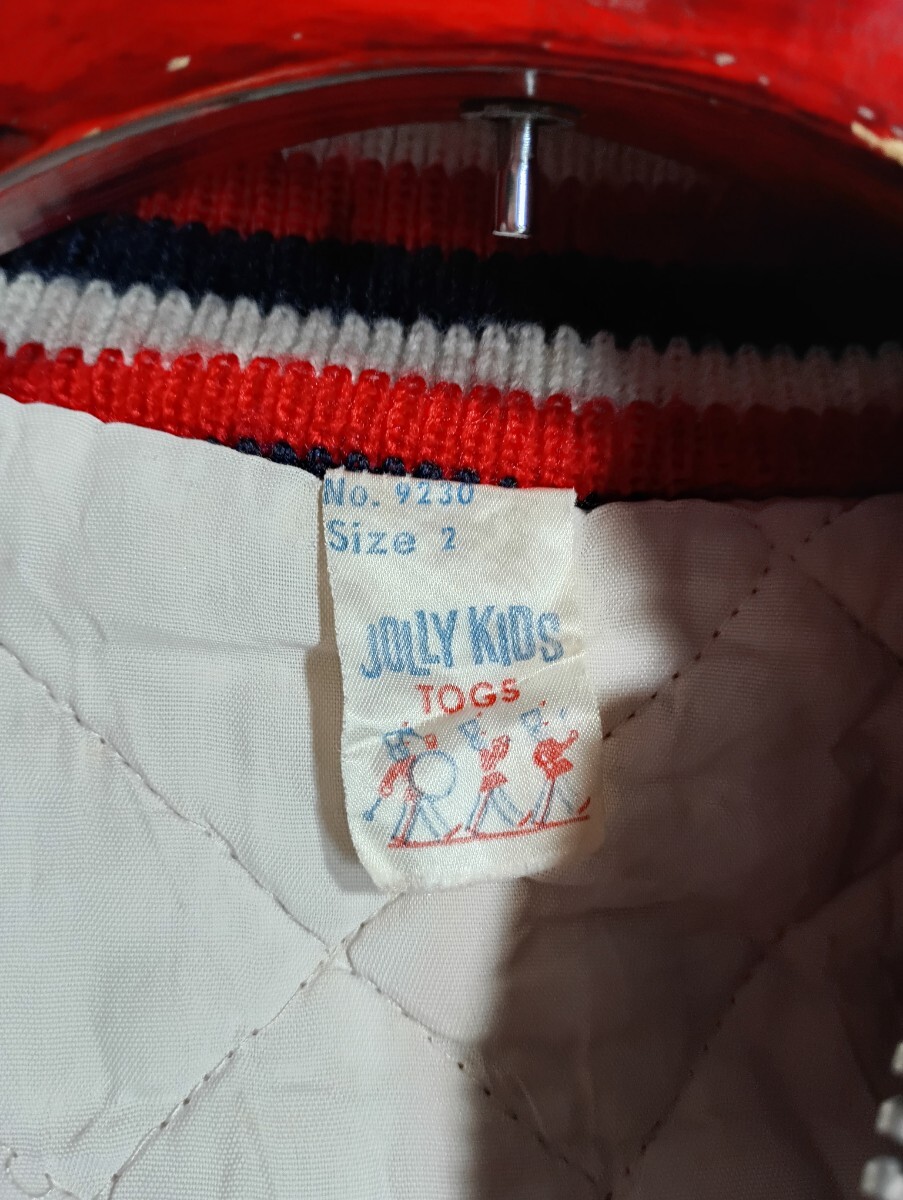 No. 9230
Size 2
JOLLY KIDS
TOGS